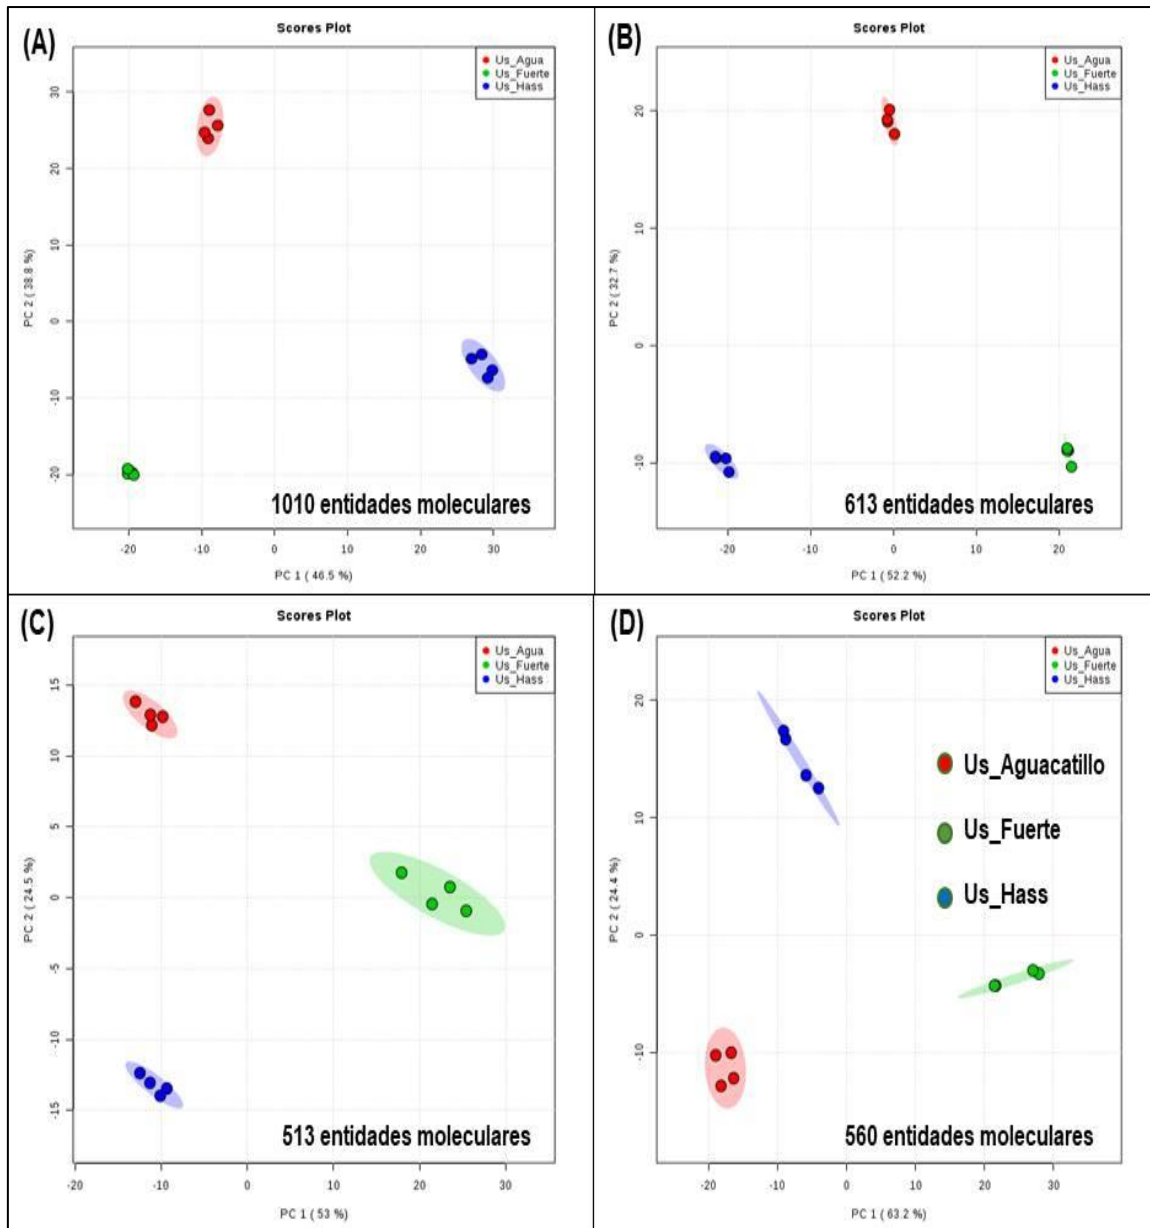 (A)
Scores Plot
Us_Agua
Us_Fuerte
Us_Hass
PC 2 ( 38.8 %)
30
20
10
0
-10
-20
1010 entidades moleculares
-20 -10 0 10 20 30
PC 1 ( 46.5 %)
(B)
Scores Plot
Us_Agua
Us_Fuerte
Us_Hass
PC 2 ( 32.7 %)
20
10
0
-10
613 entidades moleculares
-20 -10 0 10 20
PC 1 ( 52.2 %)
(C)
Scores Plot
Us_Agua
Us_Fuerte
Us_Hass
PC 2 ( 24.5 %)
15
10
5
0
-5
-10
-15
513 entidades moleculares
-20 -10 0 10 20 30
PC 1 ( 53 %)
(D)
Scores Plot
Us_Agua
Us_Fuerte
Us_Hass
Us_Aguacatillo
Us_Fuerte
Us_Hass
PC 2 ( 24.4 %)
20
10
0
-10
560 entidades moleculares
-20 -10 0 10 20 30
PC 1 ( 63.2 %)